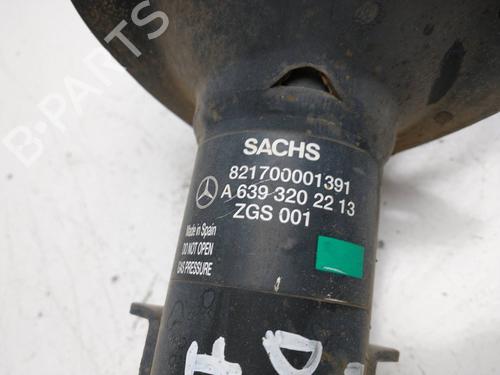 B-PARTS
SACHS
821700001391
A 639 320 22 13
ZGS 001
Made in Spain
DO NOT OPEN
GAS PRESSURE
D